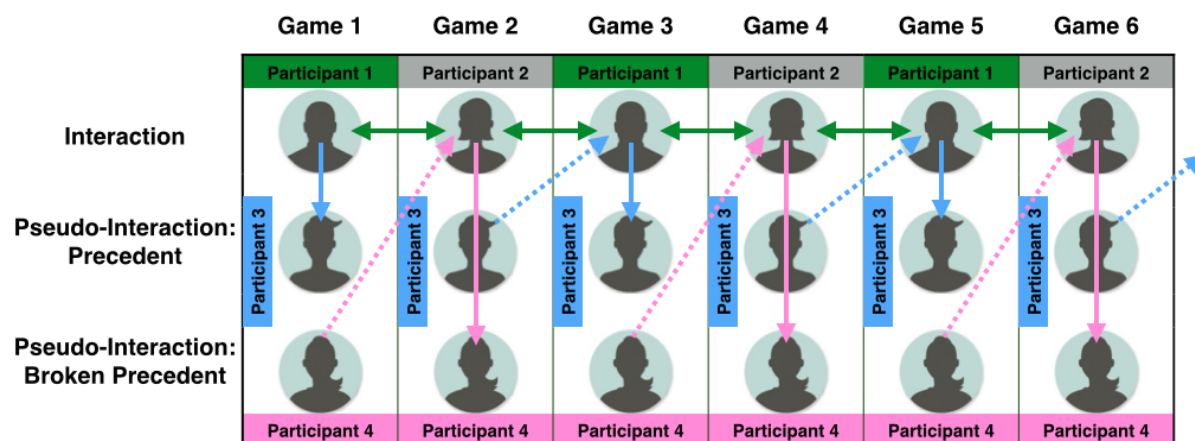 Game 1 Game 2 Game 3 Game 4 Game 5 Game 6
Participant 1 Participant 2 Participant 1 Participant 2 Participant 1 Participant 2
Interaction
Participant 3 Participant 3 Participant 3 Participant 3 Participant 3 Participant 3
Pseudo-Interaction:
Precedent
Pseudo-Interaction:
Broken Precedent
Participant 4 Participant 4 Participant 4 Participant 4 Participant 4 Participant 4